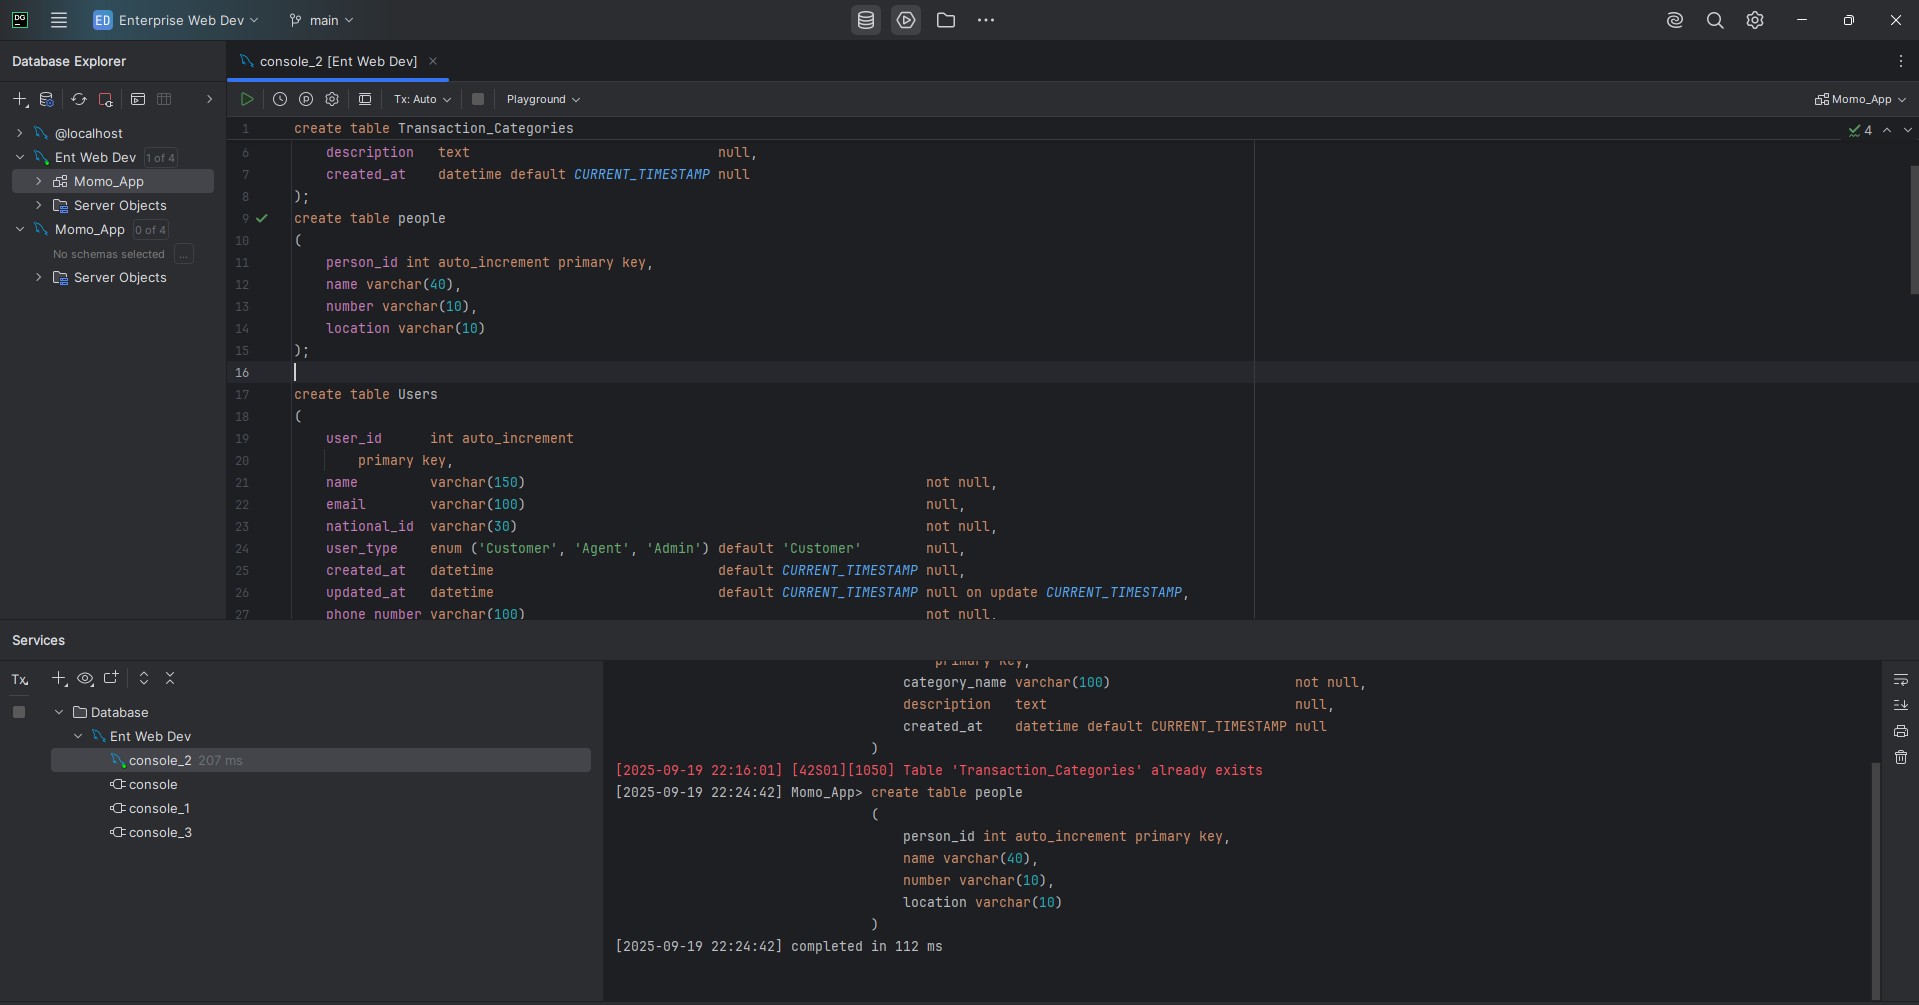 DG
ED Enterprise Web Dev
main
Database Explorer
console_2 [Ent Web Dev]
Tx: Auto
Playground
Momo_App
@localhost
Ent Web Dev 1 of 4
Momo_App
Server Objects
Momo_App 0 of 4
No schemas selected ...
Server Objects
4
1 create table Transaction_Categories
6 description text null,
7 created_at datetime default CURRENT_TIMESTAMP null
8 );
9 create table people
10 (
11 person_id int auto_increment primary key,
12 name varchar(40),
13 number varchar(10),
14 location varchar(10)
15 );
16
17 create table Users
18 (
19 user_id int auto_increment
20 primary key,
21 name varchar(150) not null,
22 email varchar(100) null,
23 national_id varchar(30) not null,
24 user_type enum ('Customer', 'Agent', 'Admin') default 'Customer' null,
25 created_at datetime default CURRENT_TIMESTAMP null,
26 updated_at datetime default CURRENT_TIMESTAMP null on update CURRENT_TIMESTAMP,
27 phone_number varchar(100) not null,
Services
Tx
Database
Ent Web Dev
console_2 207 ms
console
console_1
console_3
primary key,
category_name varchar(100) not null,
description text null,
created_at datetime default CURRENT_TIMESTAMP null
)
[2025-09-19 22:16:01] [42S01][1050] Table 'Transaction_Categories' already exists
[2025-09-19 22:24:42] Momo_App> create table people
(
person_id int auto_increment primary key,
name varchar(40),
number varchar(10),
location varchar(10)
)
[2025-09-19 22:24:42] completed in 112 ms